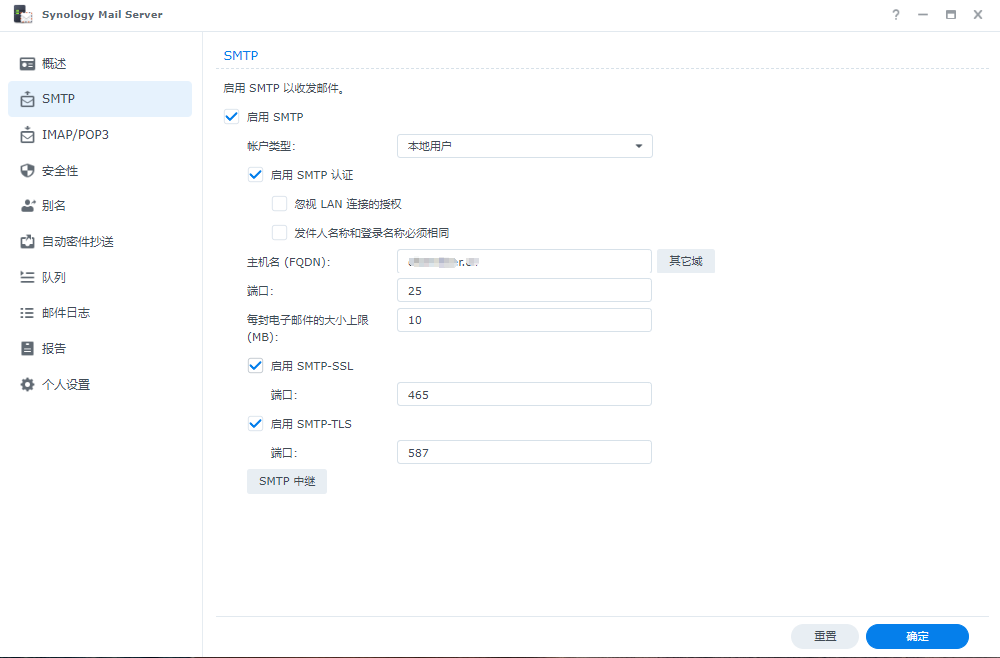 Synology Mail Server
概述
SMTP
IMAP/POP3
安全性
别名
自动密件抄送
队列
邮件日志
报告
个人设置
SMTP
启用 SMTP 以收发邮件。
启用 SMTP
帐户类型:
本地用户
启用 SMTP 认证
忽视 LAN 连接的授权
发件人名称和登录名称必须相同
主机名 (FQDN):
其它域
端口:
25
每封电子邮件的大小上限
(MB):
10
启用 SMTP-SSL
端口:
465
启用 SMTP-TLS
端口:
587
SMTP 中继
重置
确定